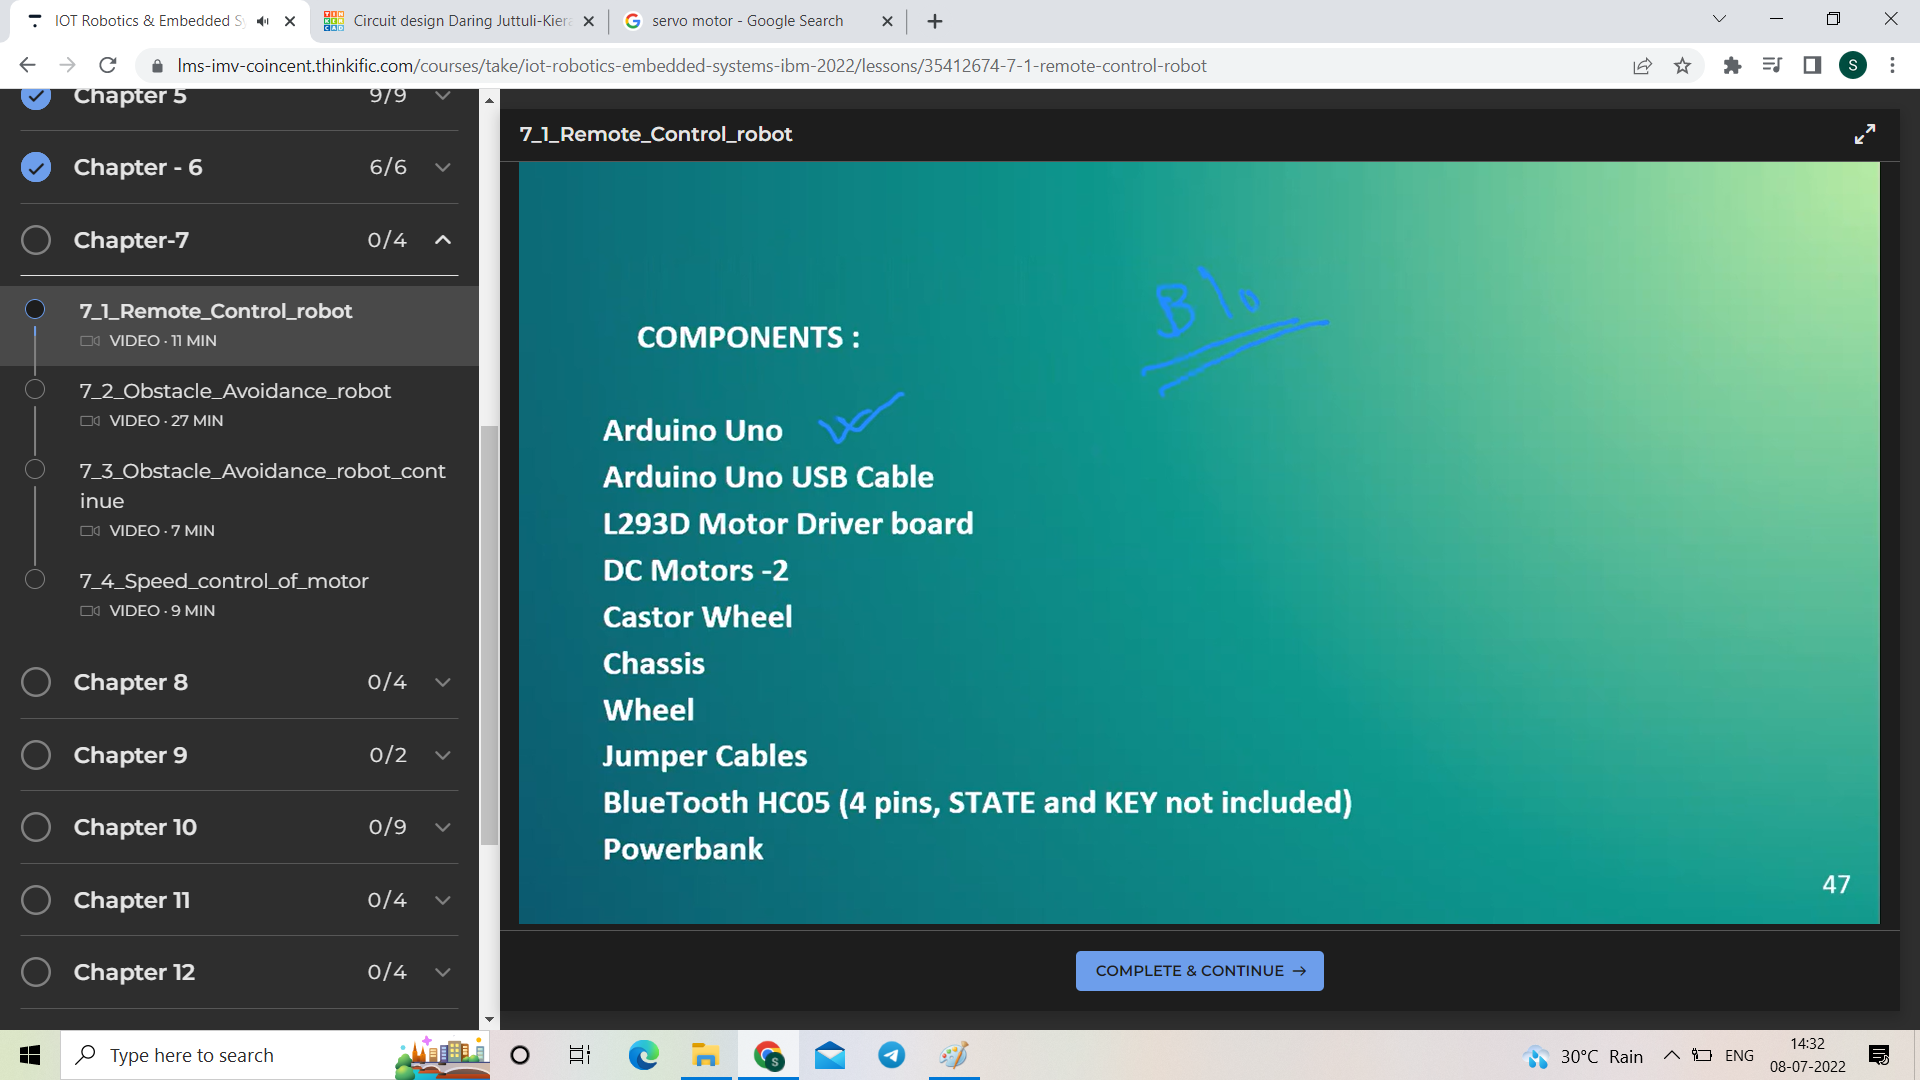 IOT Robotics & Embedded Sy
Circuit design Daring Juttuli-Kiera
servo motor - Google Search
lms-imv-coincent.thinkific.com/courses/take/iot-robotics-embedded-systems-ibm-2022/lessons/35412674-7-1-remote-control-robot
S
Chapter 5 9/9
Chapter - 6 6/6
Chapter-7 0/4
7_1_Remote_Control_robot
VIDEO · 11 MIN
7_2_Obstacle_Avoidance_robot
VIDEO · 27 MIN
7_3_Obstacle_Avoidance_robot_cont
inue
VIDEO · 7 MIN
7_4_Speed_control_of_motor
VIDEO · 9 MIN
Chapter 8 0/4
Chapter 9 0/2
Chapter 10 0/9
Chapter 11 0/4
Chapter 12 0/4
7_1_Remote_Control_robot
COMPONENTS :
Arduino Uno
Arduino Uno USB Cable
L293D Motor Driver board
DC Motors -2
Castor Wheel
Chassis
Wheel
Jumper Cables
BlueTooth HC05 (4 pins, STATE and KEY not included)
Powerbank
47
COMPLETE & CONTINUE →
Type here to search
30°C Rain
ENG
14:32
08-07-2022